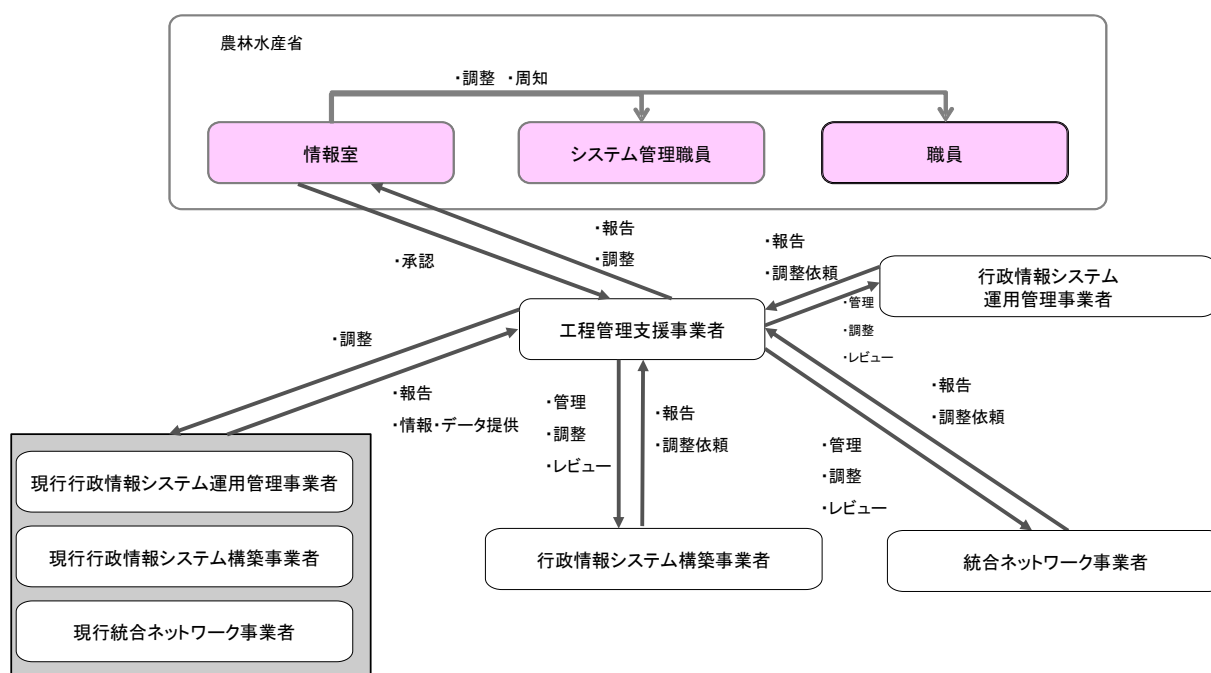 農林水産省
・調整 ・周知
情報室
システム管理職員
職員
・承認
・報告
・調整
・報告
・調整依頼
行政情報システム
運用管理事業者
・管理
・調整
・レビュー
工程管理支援事業者
・調整
・報告
・情報・データ提供
・管理
・調整
・レビュー
・報告
・調整依頼
・報告
・調整依頼
・管理
・調整
・レビュー
現行行政情報システム運用管理事業者
現行行政情報システム構築事業者
現行統合ネットワーク事業者
行政情報システム構築事業者
統合ネットワーク事業者